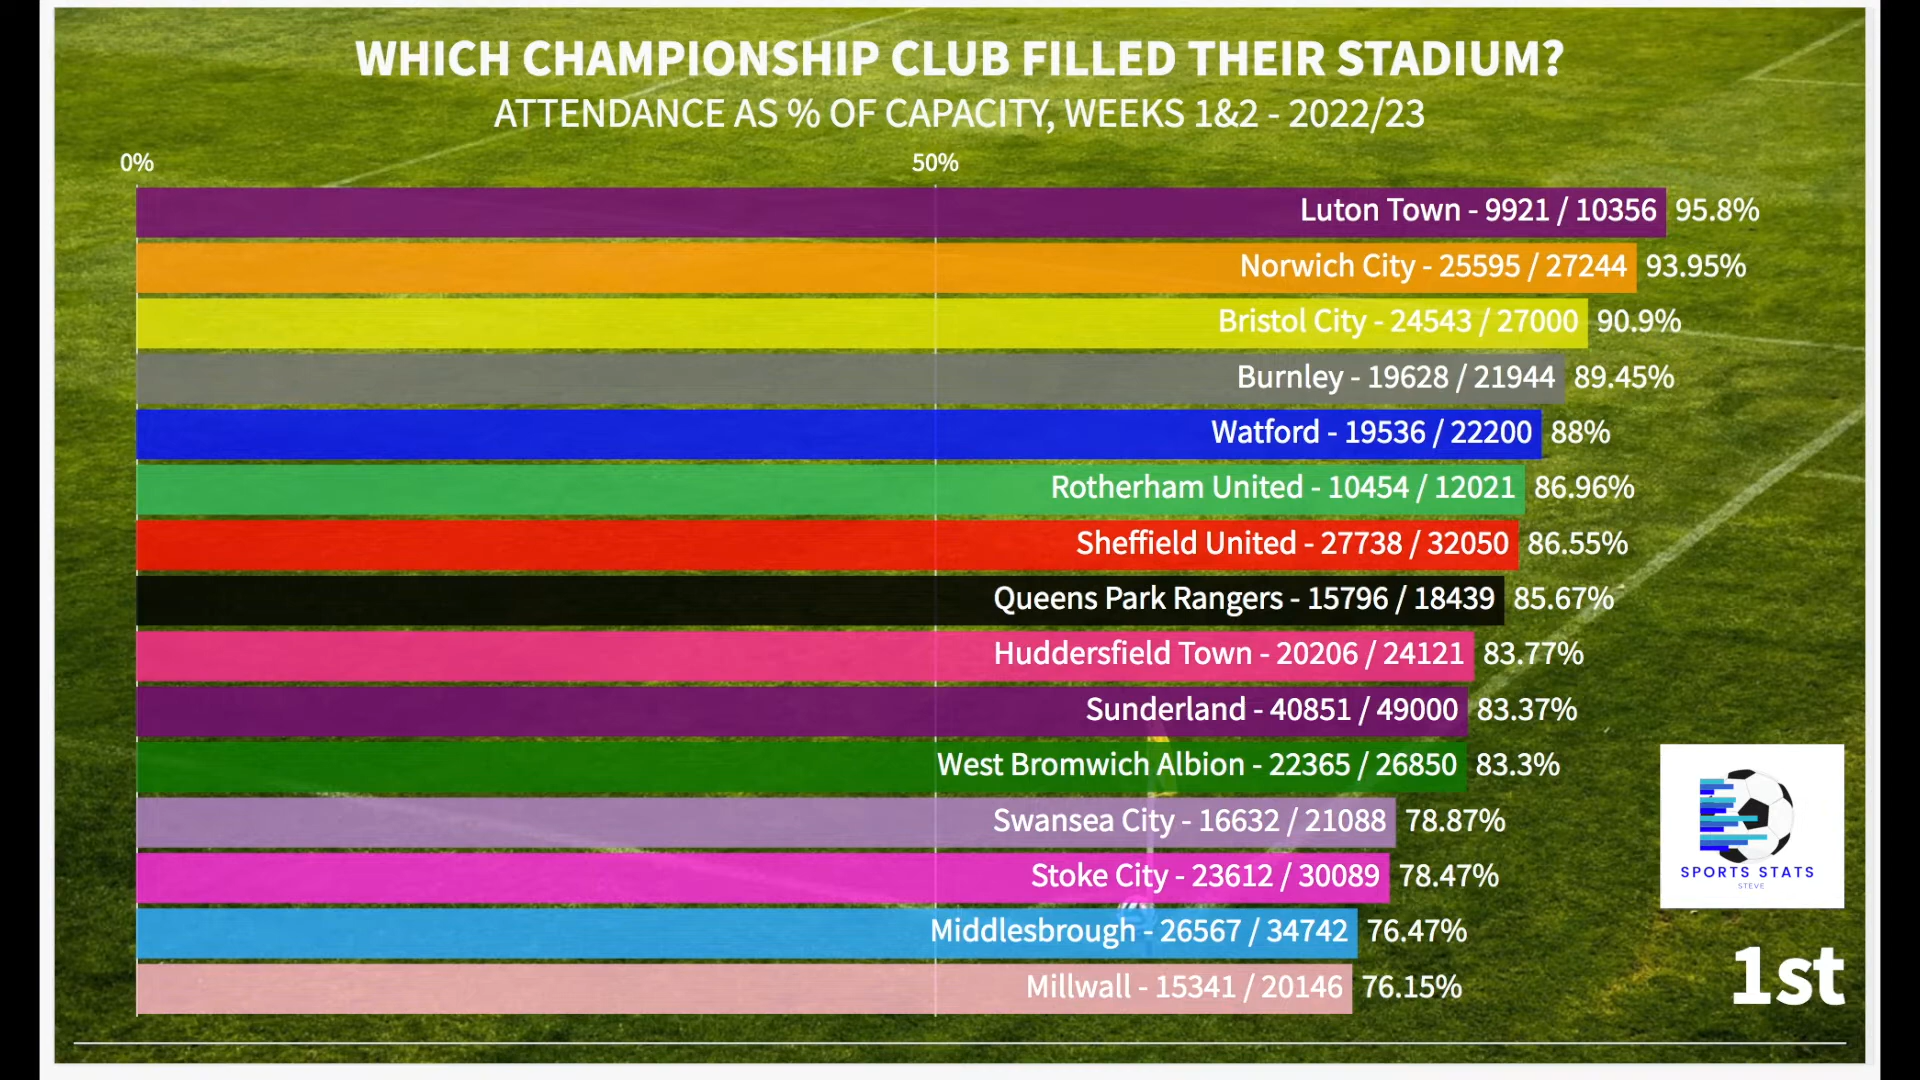 WHICH CHAMPIONSHIP CLUB FILLED THEIR STADIUM?
ATTENDANCE AS % OF CAPACITY, WEEKS 1&2 - 2022/23
0% 50%
Luton Town - 9921 / 10356 95.8%
Norwich City - 25595 / 27244 93.95%
Bristol City - 24543 / 27000 90.9%
Burnley - 19628 / 21944 89.45%
Watford - 19536 / 22200 88%
Rotherham United - 10454 / 12021 86.96%
Sheffield United - 27738 / 32050 86.55%
Queens Park Rangers - 15796 / 18439 85.67%
Huddersfield Town - 20206 / 24121 83.77%
Sunderland - 40851 / 49000 83.37%
West Bromwich Albion - 22365 / 26850 83.3%
Swansea City - 16632 / 21088 78.87%
Stoke City - 23612 / 30089 78.47%
Middlesbrough - 26567 / 34742 76.47%
Millwall - 15341 / 20146 76.15%
SPORTS STATS
STEVE
1st